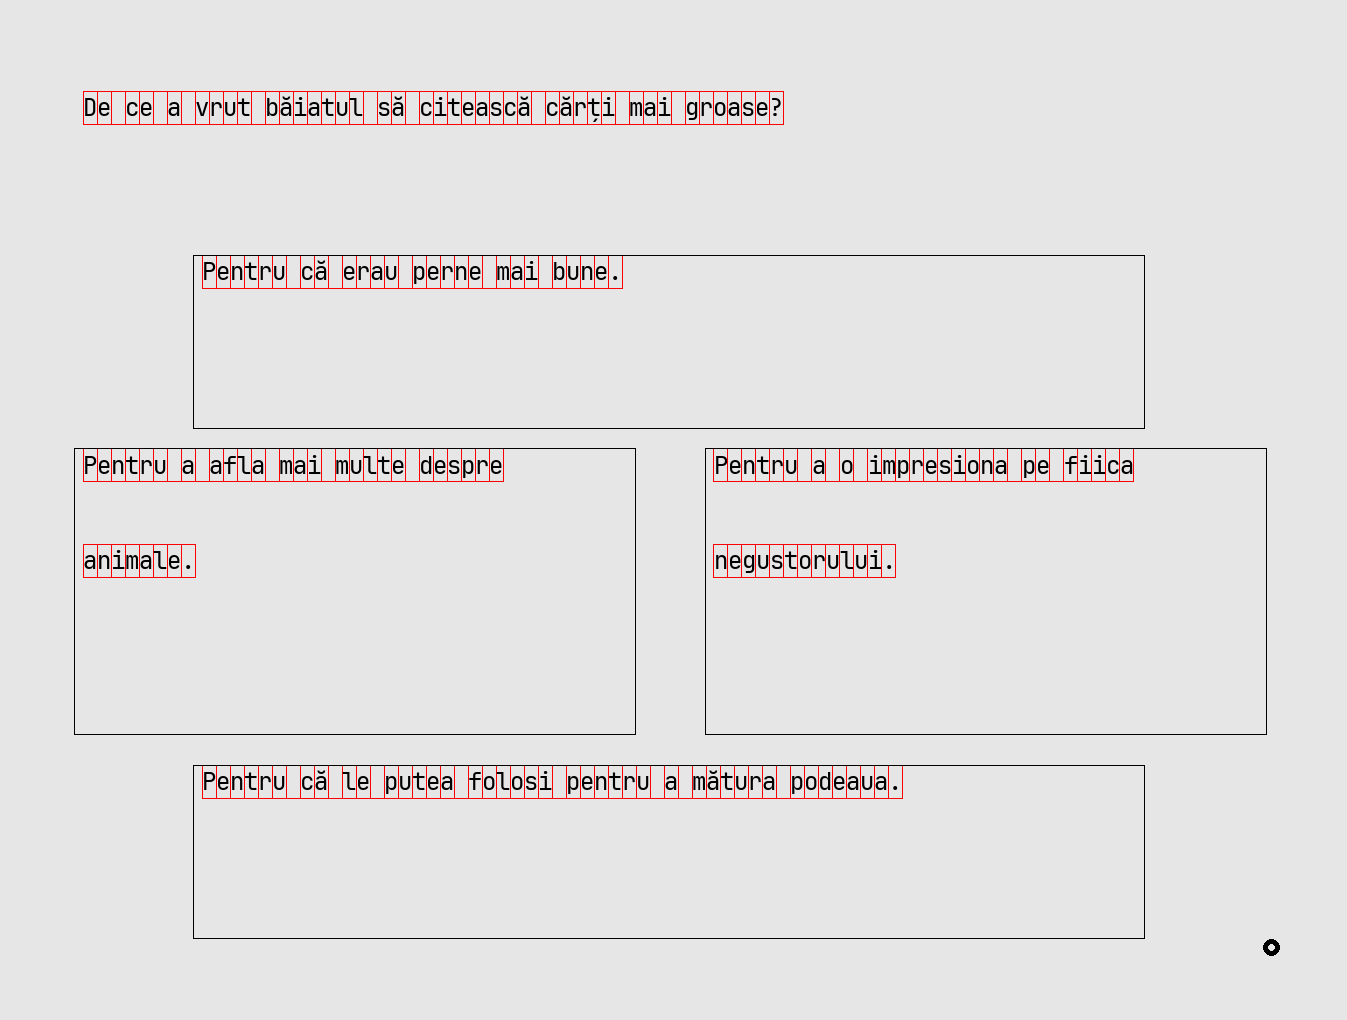 De ce a vrut băiatul să citească cărți mai groase?
Pentru că erau perne mai bune.
Pentru a afla mai multe despre
animale.
Pentru a o impresiona pe fiica
negustorului.
Pentru că le putea folosi pentru a mătura podeaua.